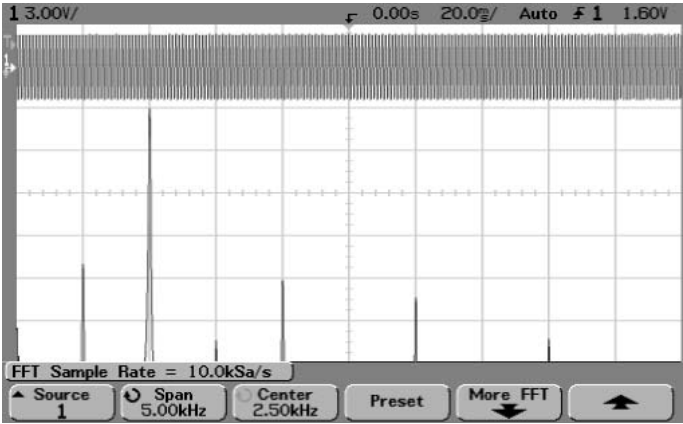 1 3.00V/ 0.00s 20.0ms/ Auto 1 1.60V
T
1
FFT Sample Rate = 10.0kSa/s
Source Span Center Preset More FFT
1 5.00kHz 2.50kHz